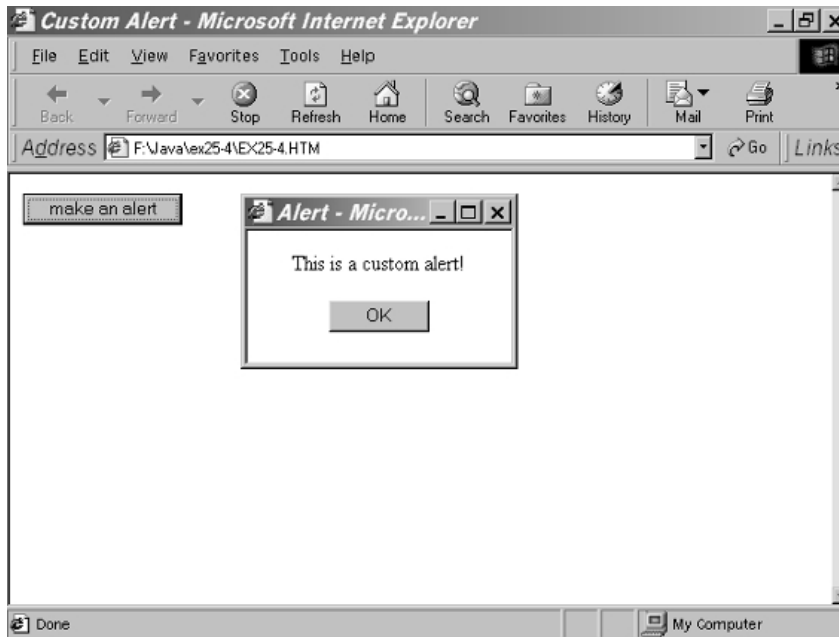 Custom Alert - Microsoft Internet Explorer
File Edit View Favorites Tools Help
Back Forward Stop Refresh Home Search Favorites History Mail Print
Address F:\Java\ex25-4\EX25-4.HTM Go Links
make an alert
Alert - Micro...
This is a custom alert!
OK
Done My Computer